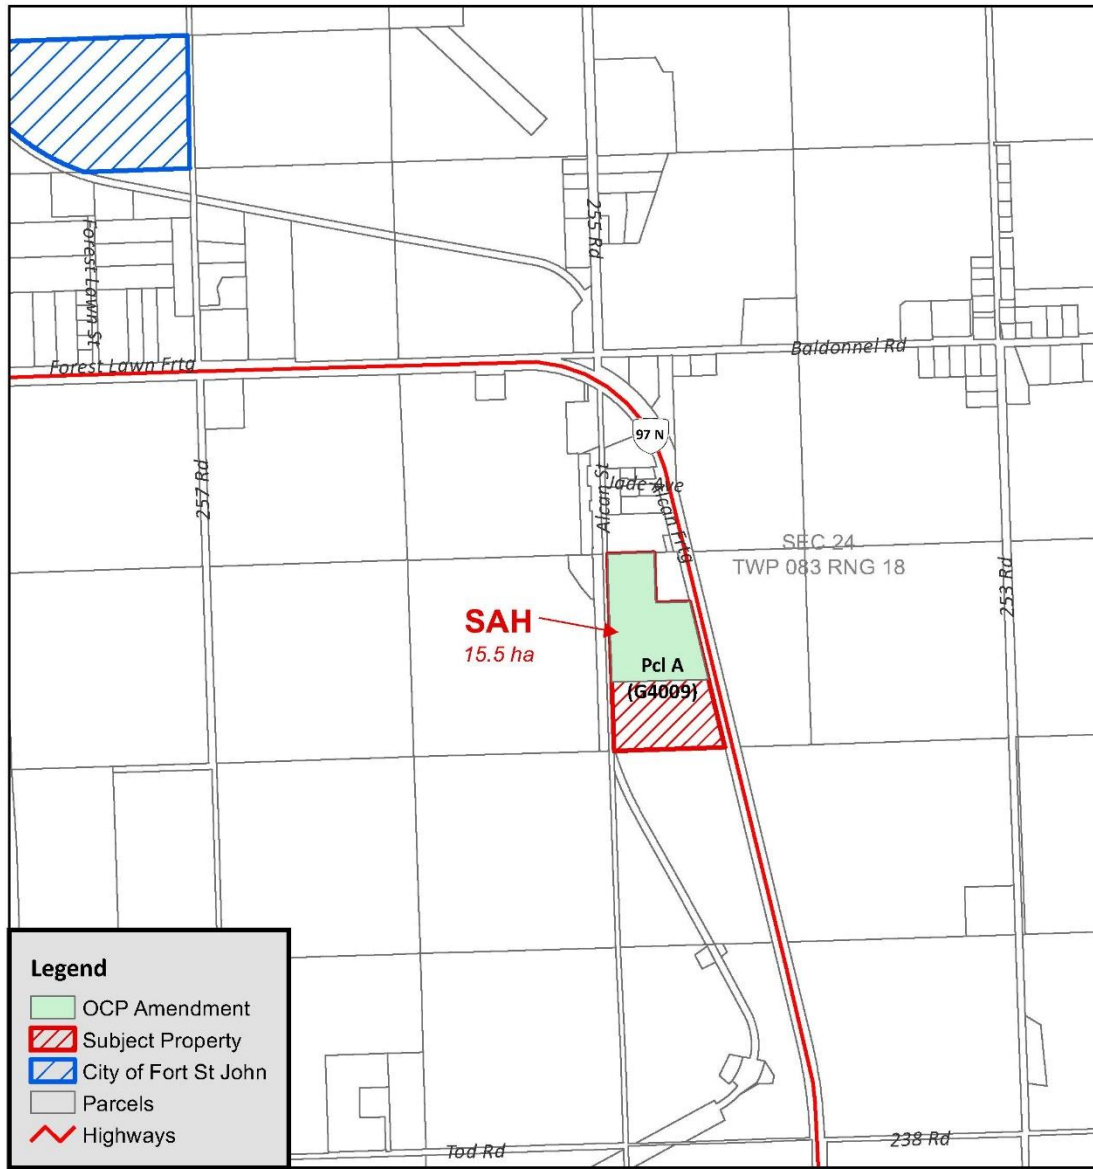 255 Rd
Forest Lawn St
Baldonnel Rd
Forest Lawn Frtg
97 N
257 Rd
Alcan St
Jade Ave
Alcan Frtg
SEC 24
TWP 083 RNG 18
253 Rd
SAH
15.5 ha
Pcl A
(G4009)
Legend
OCP Amendment
Subject Property
City of Fort St John
Parcels
Highways
Tod Rd
238 Rd